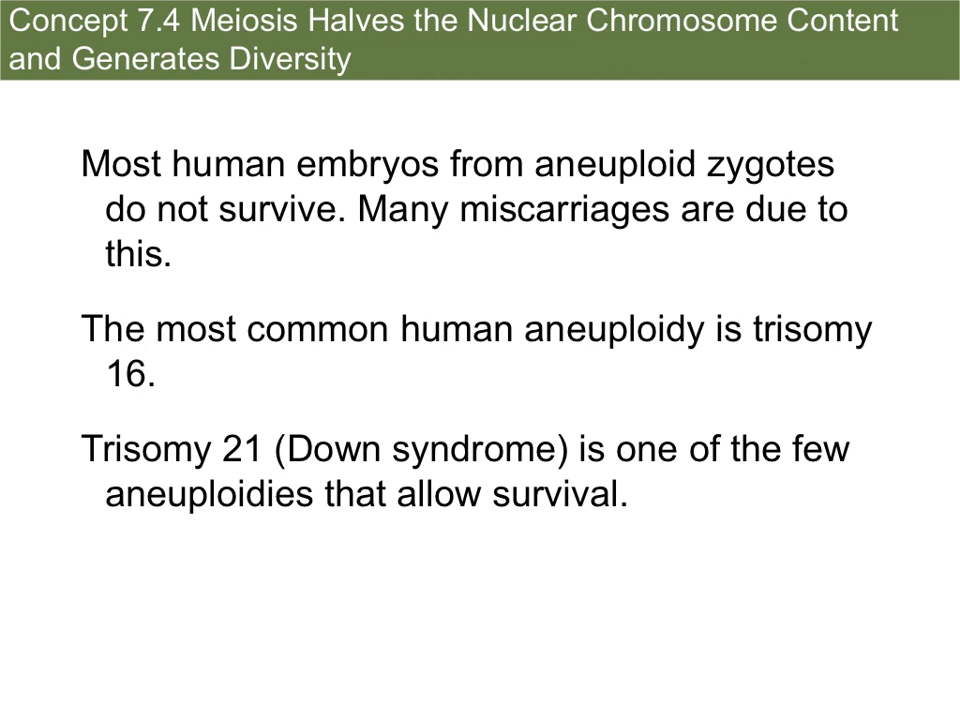 Concept 7.4 Meiosis Halves the Nuclear Chromosome Content
and Generates Diversity
Most human embryos from aneuploid zygotes
do not survive. Many miscarriages are due to
this.
The most common human aneuploidy is trisomy
16.
Trisomy 21 (Down syndrome) is one of the few
aneuploidies that allow survival.